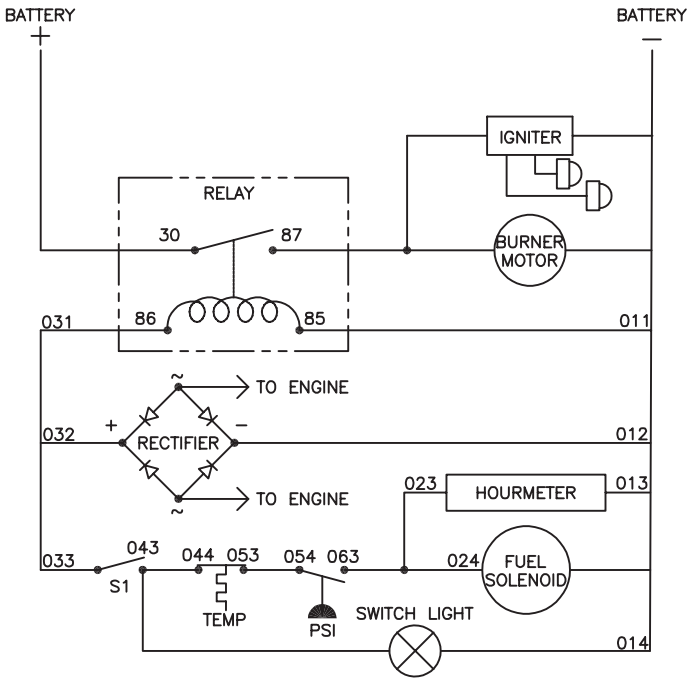 BATTERY
+
BATTERY
−
IGNITER
RELAY
30
87
BURNER
MOTOR
031
86
85
011
~
TO ENGINE
+
−
032
RECTIFIER
012
023
HOURMETER
013
TO ENGINE
~
033
043
044
053
054
063
024
FUEL
SOLENOID
S1
TEMP
PSI
SWITCH LIGHT
014